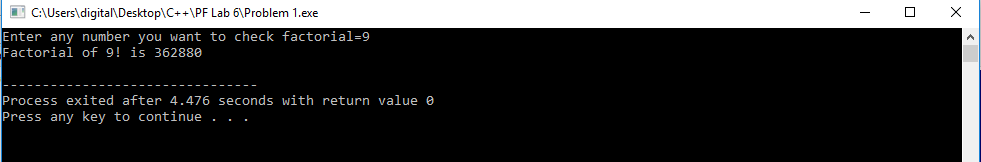 C:\Users\digital\Desktop\C++\PF Lab 6\Problem 1.exe
Enter any number you want to check factorial=9
Factorial of 9! is 362880
--------------------------------
Process exited after 4.476 seconds with return value 0
Press any key to continue . . .